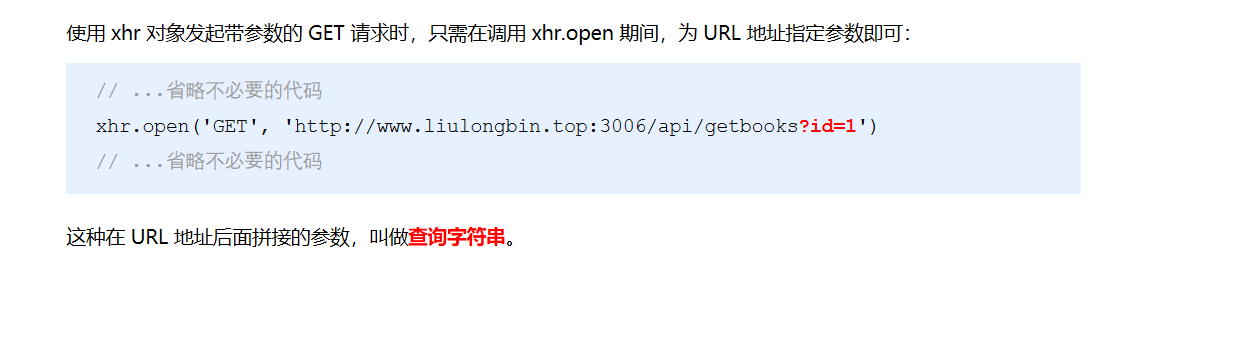 使用 xhr 对象发起带参数的 GET 请求时，只需在调用 xhr.open 期间，为 URL 地址指定参数即可：
// ...省略不必要的代码
xhr.open('GET', 'http://www.liulongbin.top:3006/api/getbooks?id=1')
// ...省略不必要的代码
这种在 URL 地址后面拼接的参数，叫做查询字符串。